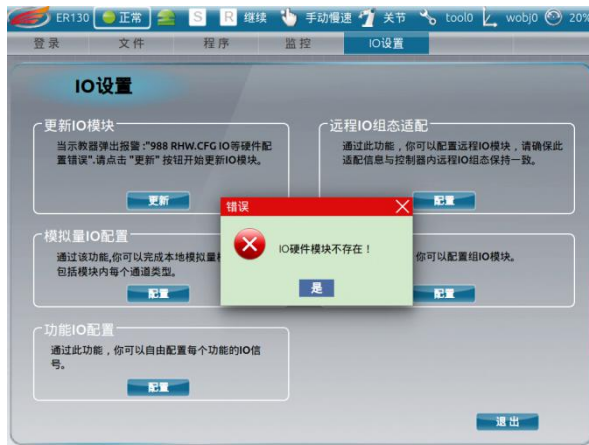 ER130 正常 S R 继续 手动慢速 关节 tool0 wobj0 20%
登录 文件 程序 监控 IO设置
IO设置
更新IO模块
当示教器弹出报警:"988 RHW.CFG IO等硬件配
置错误".请点击 "更新" 按钮开始更新IO模块。
更新
远程IO组态适配
通过此功能，你可以配置远程IO模块，请确保此
适配信息与控制器内远程IO组态保持一致。
配置
错误
IO硬件模块不存在！
是
模拟量IO配置
通过该功能,你可以完成本地模拟量
包括模块内每个通道类型。
配置
你可以配置组IO模块。
配置
功能IO配置
通过此功能，你可以自由配置每个功能的IO信
号。
配置
退出